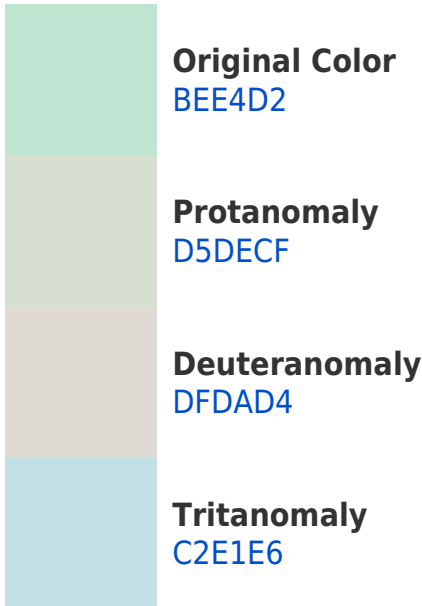 Original Color
BEE4D2
Protanomaly
D5DECF
Deuteranomaly
DFDAD4
Tritanomaly
C2E1E6